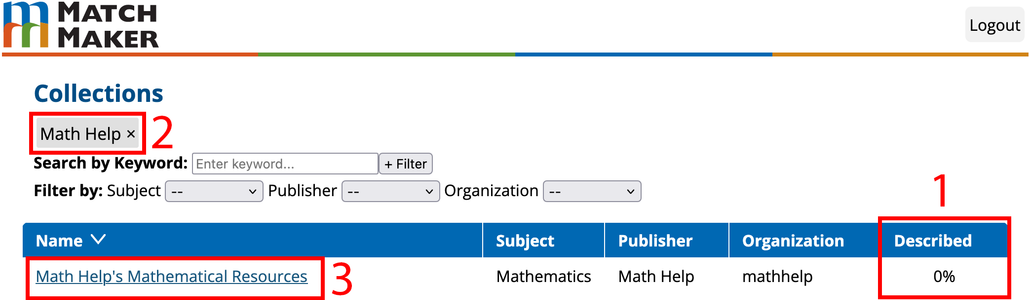 MATCH
MAKER
Logout
Collections
Math Help × 2
Search by Keyword: Enter keyword... + Filter
Filter by: Subject -- Publisher -- Organization --
1
Name Subject Publisher Organization Described
Math Help's Mathematical Resources 3 Mathematics Math Help mathhelp 0%